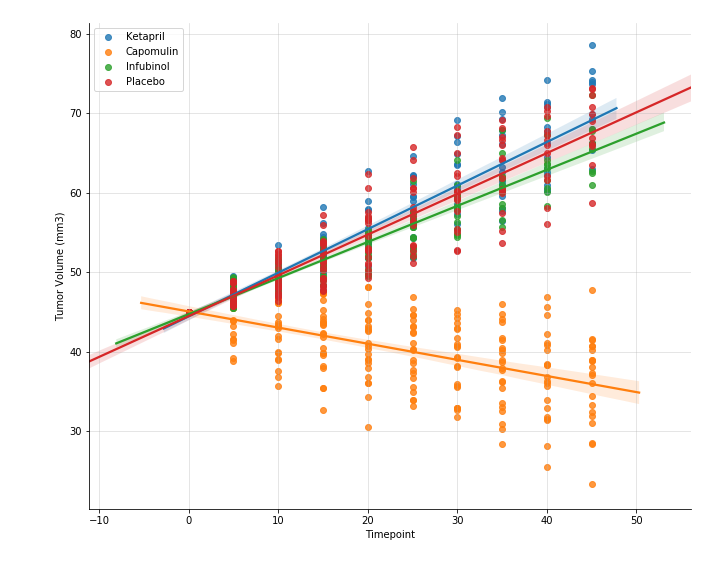 Ketapril
Capomulin
Infubinol
Placebo
80
70
60
50
40
30
Tumor Volume (mm3)
−10
0
10
20
30
40
50
Timepoint